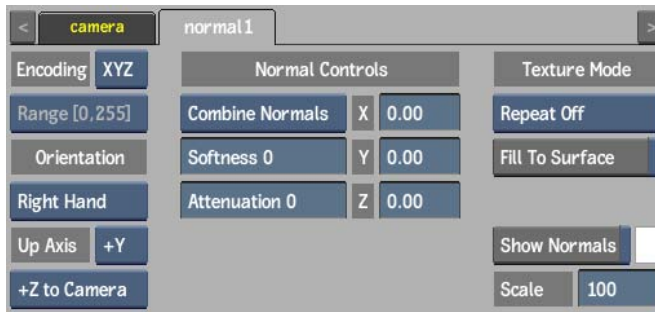 < camera normal1 >
Encoding XYZ Normal Controls Texture Mode
Range [0,255] Combine Normals X 0.00 Repeat Off
Orientation Softness 0 Y 0.00 Fill To Surface
Right Hand Attenuation 0 Z 0.00
Up Axis +Y Show Normals
+Z to Camera Scale 100